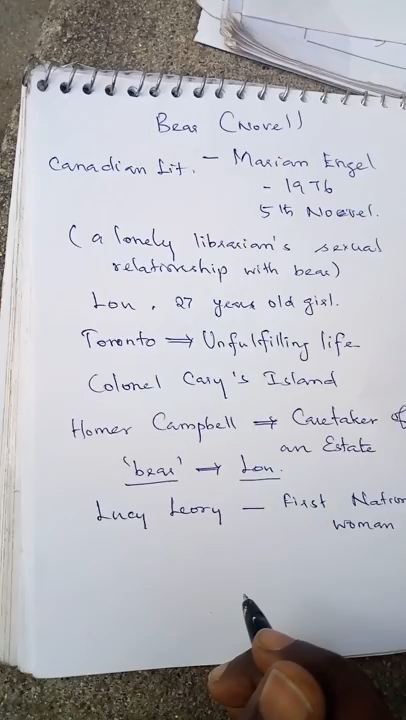 Bear (Novel)
Canadian Lit. - Marian Engel
- 1976
5th Noavel.
(a lonely librarian's sexual
relationship with bear)
Lou, 27 years old girl.
Toronto ⇒ Unfulfilling life
Colonel Cary's Island
Homer Campbell ⇒ Caretaker of
an Estate
'bear' → Lou.
Lucy Leory - First Nation
woman